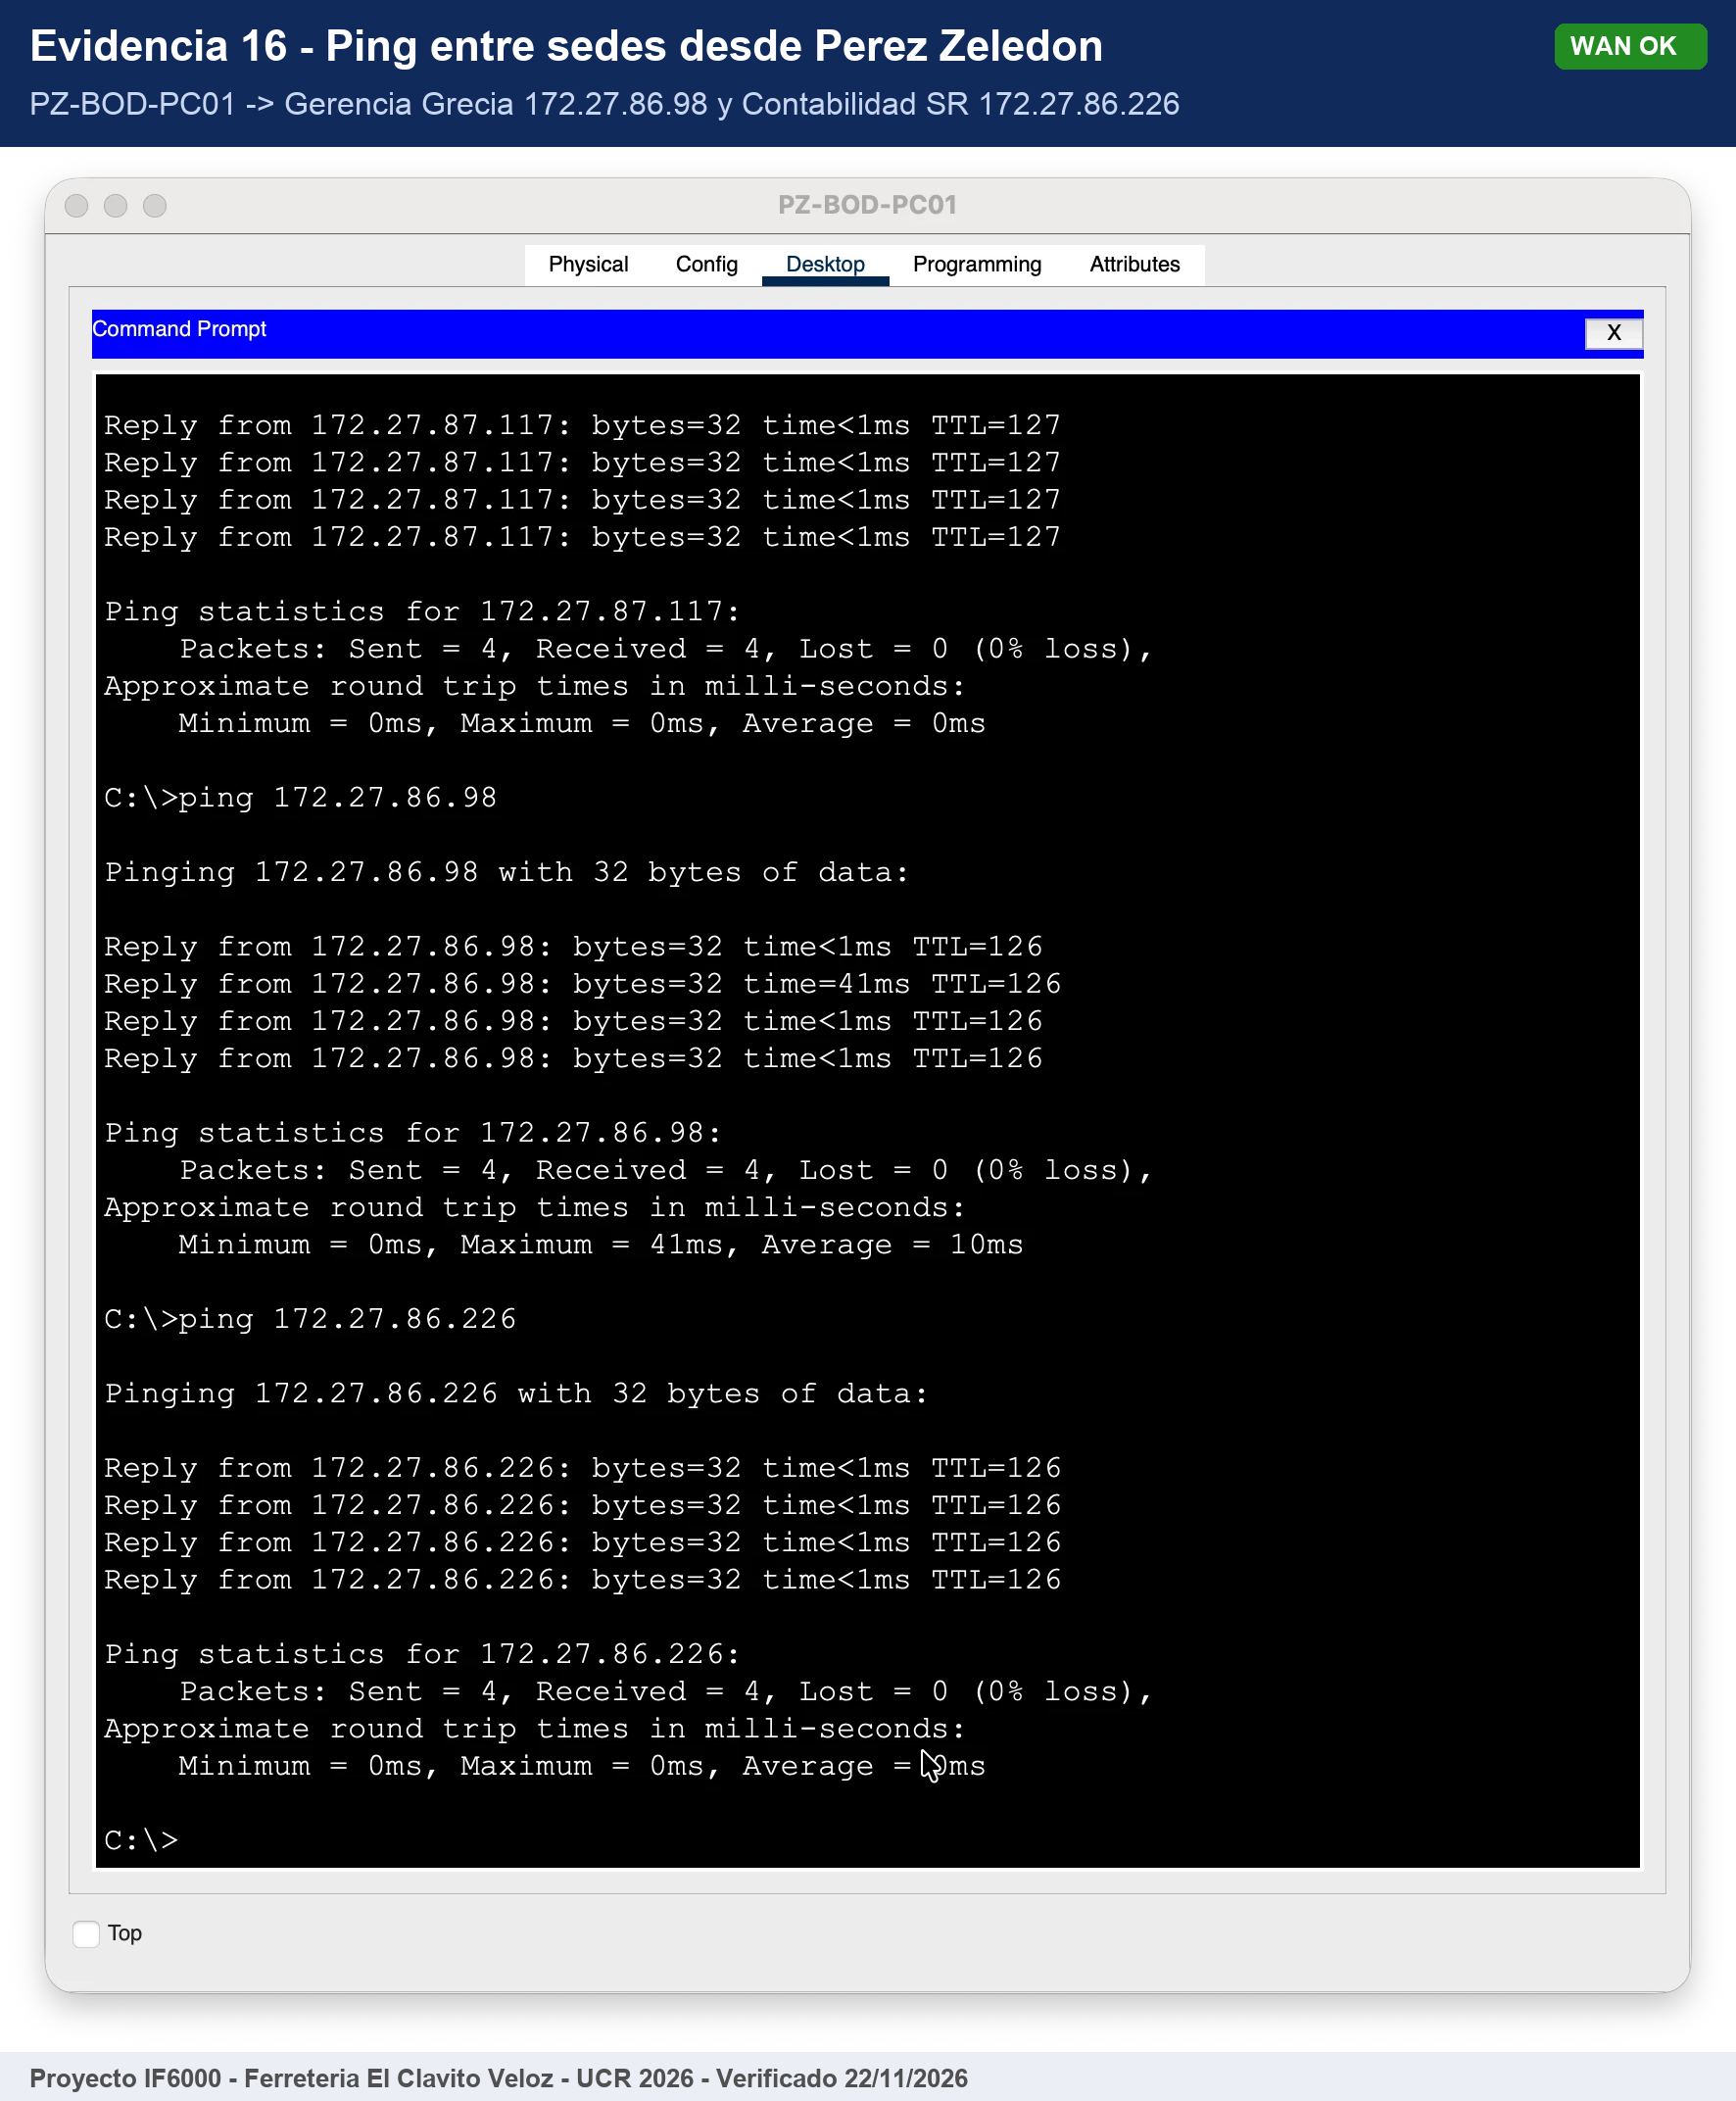 Evidencia 16 - Ping entre sedes desde Perez Zeledon
WAN OK
PZ-BOD-PC01 -> Gerencia Grecia 172.27.86.98 y Contabilidad SR 172.27.86.226
PZ-BOD-PC01
Physical Config Desktop Programming Attributes
Command Prompt
X
Reply from 172.27.87.117: bytes=32 time<1ms TTL=127
Reply from 172.27.87.117: bytes=32 time<1ms TTL=127
Reply from 172.27.87.117: bytes=32 time<1ms TTL=127
Reply from 172.27.87.117: bytes=32 time<1ms TTL=127
Ping statistics for 172.27.87.117:
Packets: Sent = 4, Received = 4, Lost = 0 (0% loss),
Approximate round trip times in milli-seconds:
Minimum = 0ms, Maximum = 0ms, Average = 0ms
C:\>ping 172.27.86.98
Pinging 172.27.86.98 with 32 bytes of data:
Reply from 172.27.86.98: bytes=32 time<1ms TTL=126
Reply from 172.27.86.98: bytes=32 time=41ms TTL=126
Reply from 172.27.86.98: bytes=32 time<1ms TTL=126
Reply from 172.27.86.98: bytes=32 time<1ms TTL=126
Ping statistics for 172.27.86.98:
Packets: Sent = 4, Received = 4, Lost = 0 (0% loss),
Approximate round trip times in milli-seconds:
Minimum = 0ms, Maximum = 41ms, Average = 10ms
C:\>ping 172.27.86.226
Pinging 172.27.86.226 with 32 bytes of data:
Reply from 172.27.86.226: bytes=32 time<1ms TTL=126
Reply from 172.27.86.226: bytes=32 time<1ms TTL=126
Reply from 172.27.86.226: bytes=32 time<1ms TTL=126
Reply from 172.27.86.226: bytes=32 time<1ms TTL=126
Ping statistics for 172.27.86.226:
Packets: Sent = 4, Received = 4, Lost = 0 (0% loss),
Approximate round trip times in milli-seconds:
Minimum = 0ms, Maximum = 0ms, Average = 0ms
C:\>
Top
Proyecto IF6000 - Ferreteria El Clavito Veloz - UCR 2026 - Verificado 22/11/2026